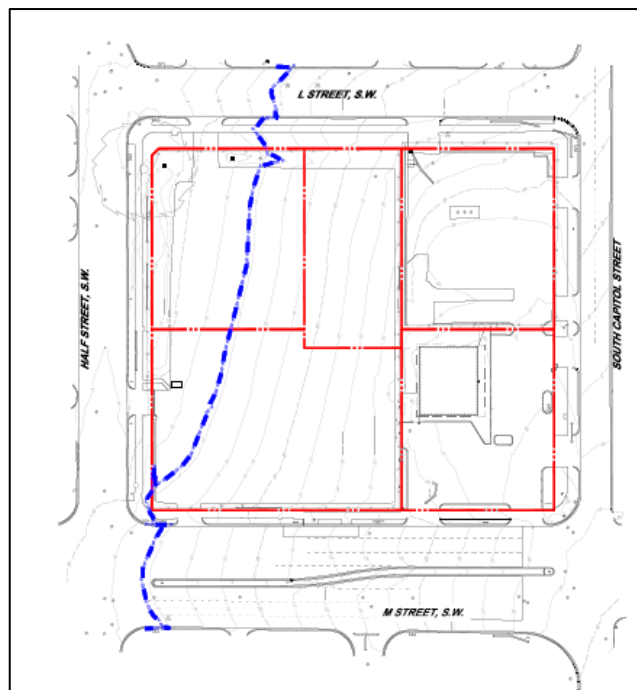 L STREET, S.W.
HALF STREET, S.W.
SOUTH CAPITOL STREET
M STREET, S.W.